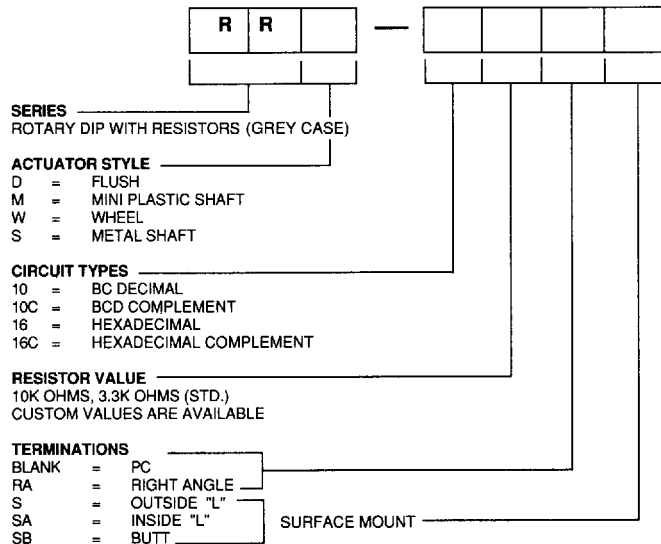 R R —
SERIES
ROTARY DIP WITH RESISTORS (GREY CASE)
ACTUATOR STYLE
D = FLUSH
M = MINI PLASTIC SHAFT
W = WHEEL
S = METAL SHAFT
CIRCUIT TYPES
10 = BC DECIMAL
10C = BCD COMPLEMENT
16 = HEXADECIMAL
16C = HEXADECIMAL COMPLEMENT
RESISTOR VALUE
10K OHMS, 3.3K OHMS (STD.)
CUSTOM VALUES ARE AVAILABLE
TERMINATIONS
BLANK = PC
RA = RIGHT ANGLE
S = OUTSIDE "L"
SA = INSIDE "L" SURFACE MOUNT
SB = BUTT